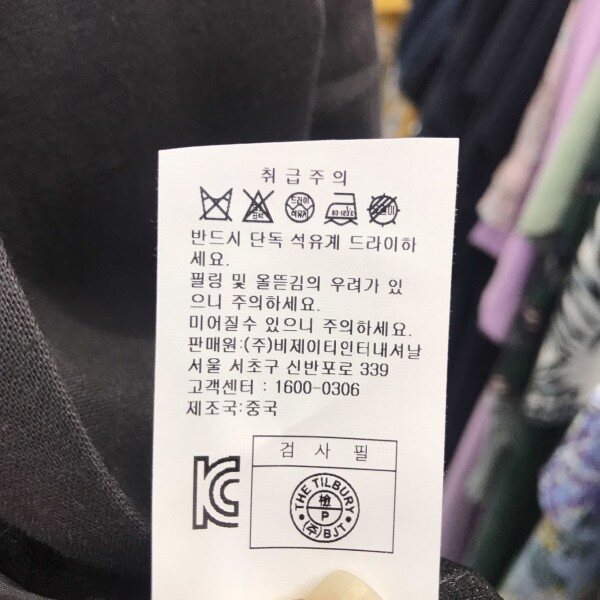 취급주의
드라이
석유계
반드시 단독 석유계 드라이하
세요.
필링 및 올뜯김의 우려가 있
으니 주의하세요.
미어질수 있으니 주의하세요.
판매원:(주)비제이티인터내셔날
서울 서초구 신반포로 339
고객센터 : 1600-0306
제조국:중국
검 사 필
THE TILBURY
檢
P
(주)BJT